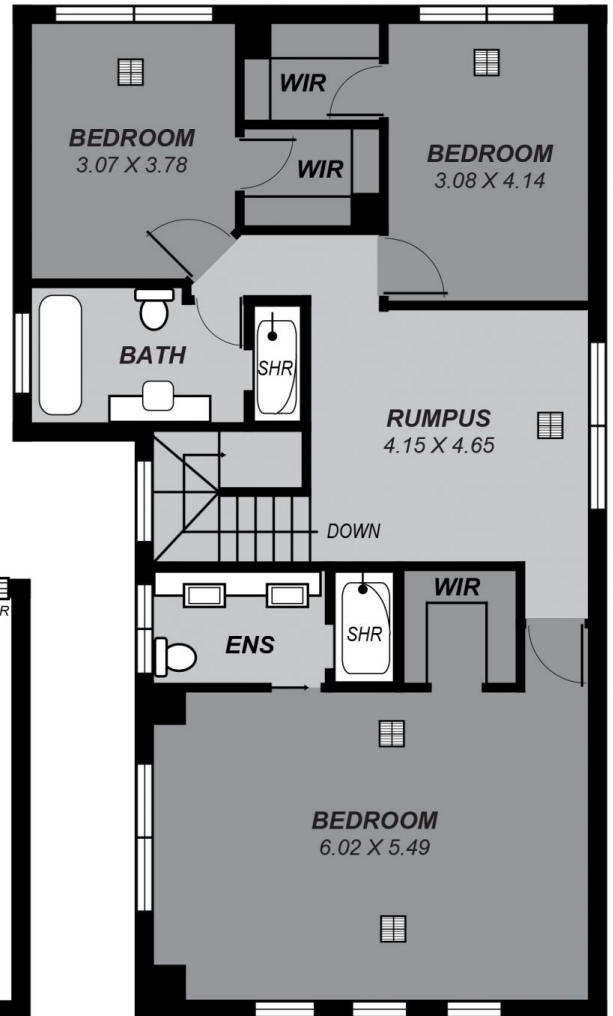 WIR
BEDROOM
3.07 X 3.78
WIR
BEDROOM
3.08 X 4.14
BATH
SHR
RUMPUS
4.15 X 4.65
DOWN
R
ENS
SHR
WIR
BEDROOM
6.02 X 5.49